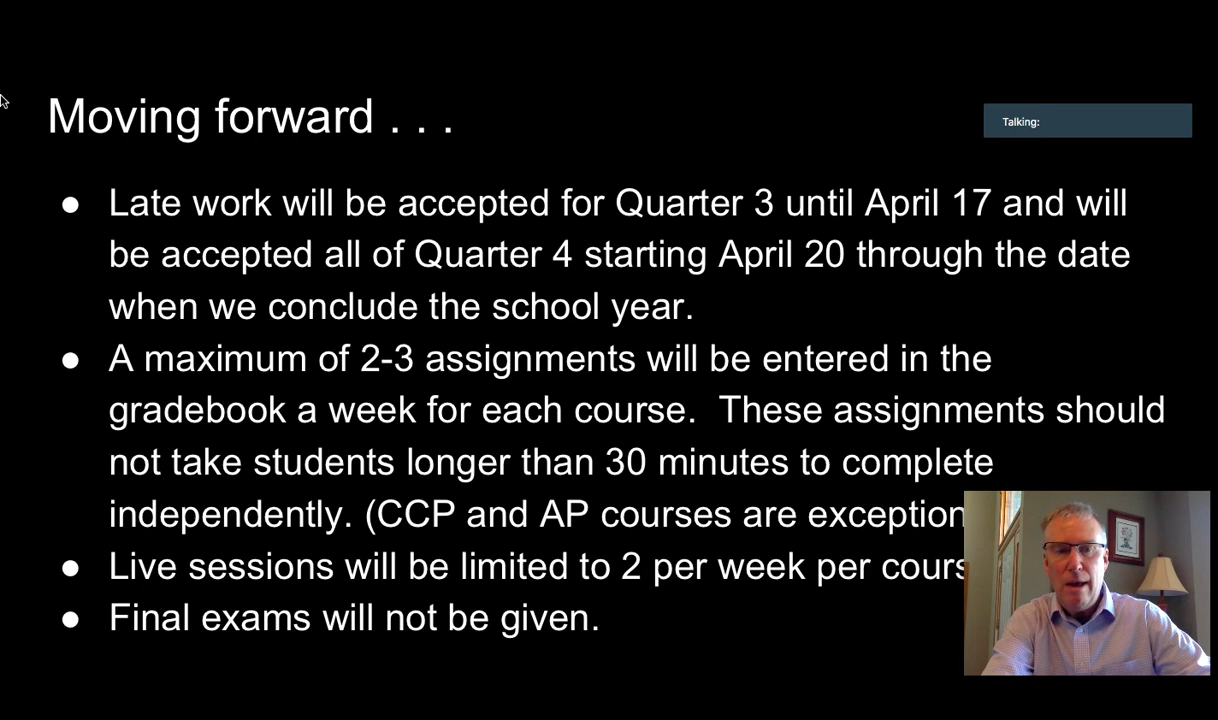 Moving forward . . .
Talking:
● Late work will be accepted for Quarter 3 until April 17 and will
be accepted all of Quarter 4 starting April 20 through the date
when we conclude the school year.
● A maximum of 2-3 assignments will be entered in the
gradebook a week for each course.  These assignments should
not take students longer than 30 minutes to complete
independently. (CCP and AP courses are exception
● Live sessions will be limited to 2 per week per cours
● Final exams will not be given.